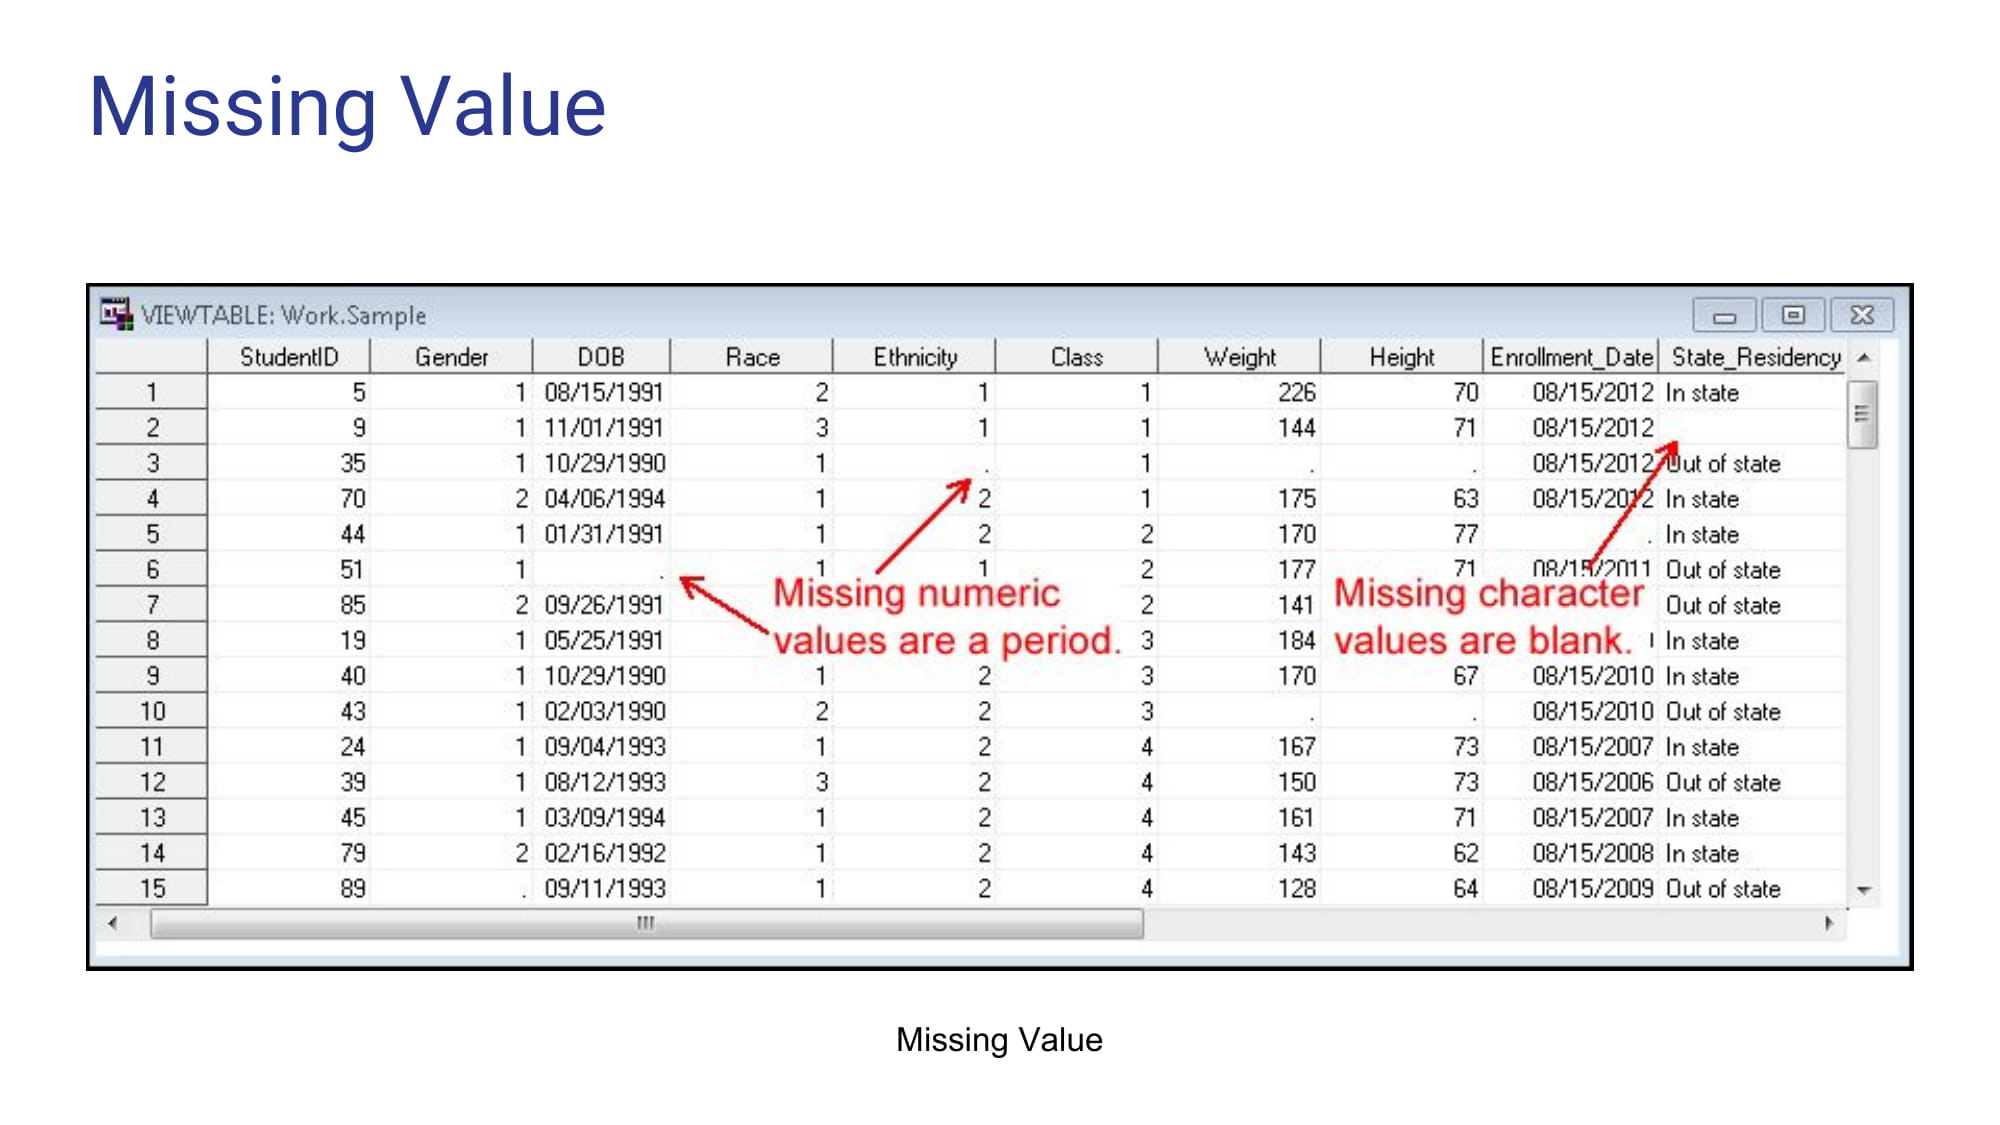 Missing Value
VIEWTABLE: Work.Sample
StudentID Gender DOB Race Ethnicity Class Weight Height Enrollment_Date State_Residency
1 5 1 08/15/1991 2 1 1 226 70 08/15/2012 In state
2 9 1 11/01/1991 3 1 1 144 71 08/15/2012
3 35 1 10/29/1990 1 . 1 . . 08/15/2012 Out of state
4 70 2 04/06/1994 1 2 1 175 63 08/15/2012 In state
5 44 1 01/31/1991 1 2 2 170 77 . In state
6 51 1 . 1 1 2 177 71 08/15/2011 Out of state
Missing numeric
values are a period.
Missing character
values are blank.
7 85 2 09/26/1991 2 141 Out of state
8 19 1 05/25/1991 3 184 In state
9 40 1 10/29/1990 1 2 3 170 67 08/15/2010 In state
10 43 1 02/03/1990 2 2 3 . . 08/15/2010 Out of state
11 24 1 09/04/1993 1 2 4 167 73 08/15/2007 In state
12 39 1 08/12/1993 3 2 4 150 73 08/15/2006 Out of state
13 45 1 03/09/1994 1 2 4 161 71 08/15/2007 In state
14 79 2 02/16/1992 1 2 4 143 62 08/15/2008 In state
15 89 . 09/11/1993 1 2 4 128 64 08/15/2009 Out of state
Missing Value